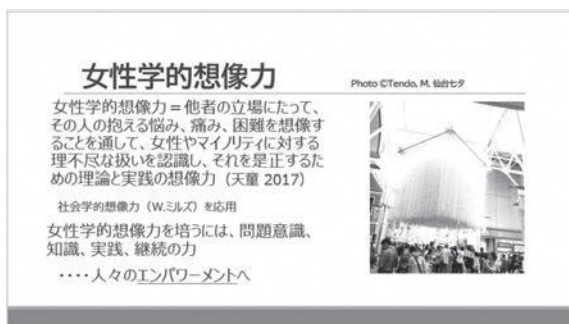 女性学的想像力
Photo ©Tendo, M. 仙台七夕
女性学的想像力＝他者の立場にたって、
その人の抱える悩み、痛み、困難を想像す
ることを通して、女性やマイノリティに対する
理不尽な扱いを認識し、それを是正するた
めの理論と実践の想像力（天童 2017）
社会学的想像力（W.ミルズ）を応用
女性学的想像力を培うには、問題意識、
知識、実践、継続の力
・・・・人々のエンパワーメントへ